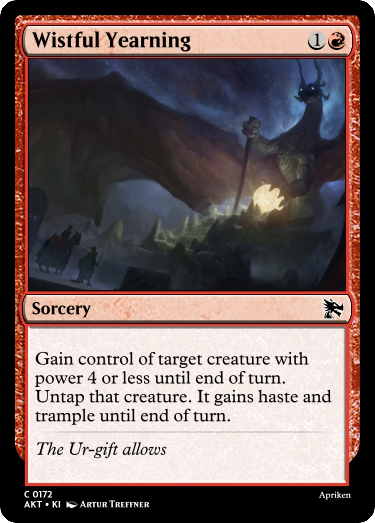 Wistful Yearning 1
Sorcery
Gain control of target creature with
power 4 or less until end of turn.
Untap that creature. It gains haste and
trample until end of turn.
The Ur-gift allows
C 0172
Apriken
AKT • KI Artur Treffner